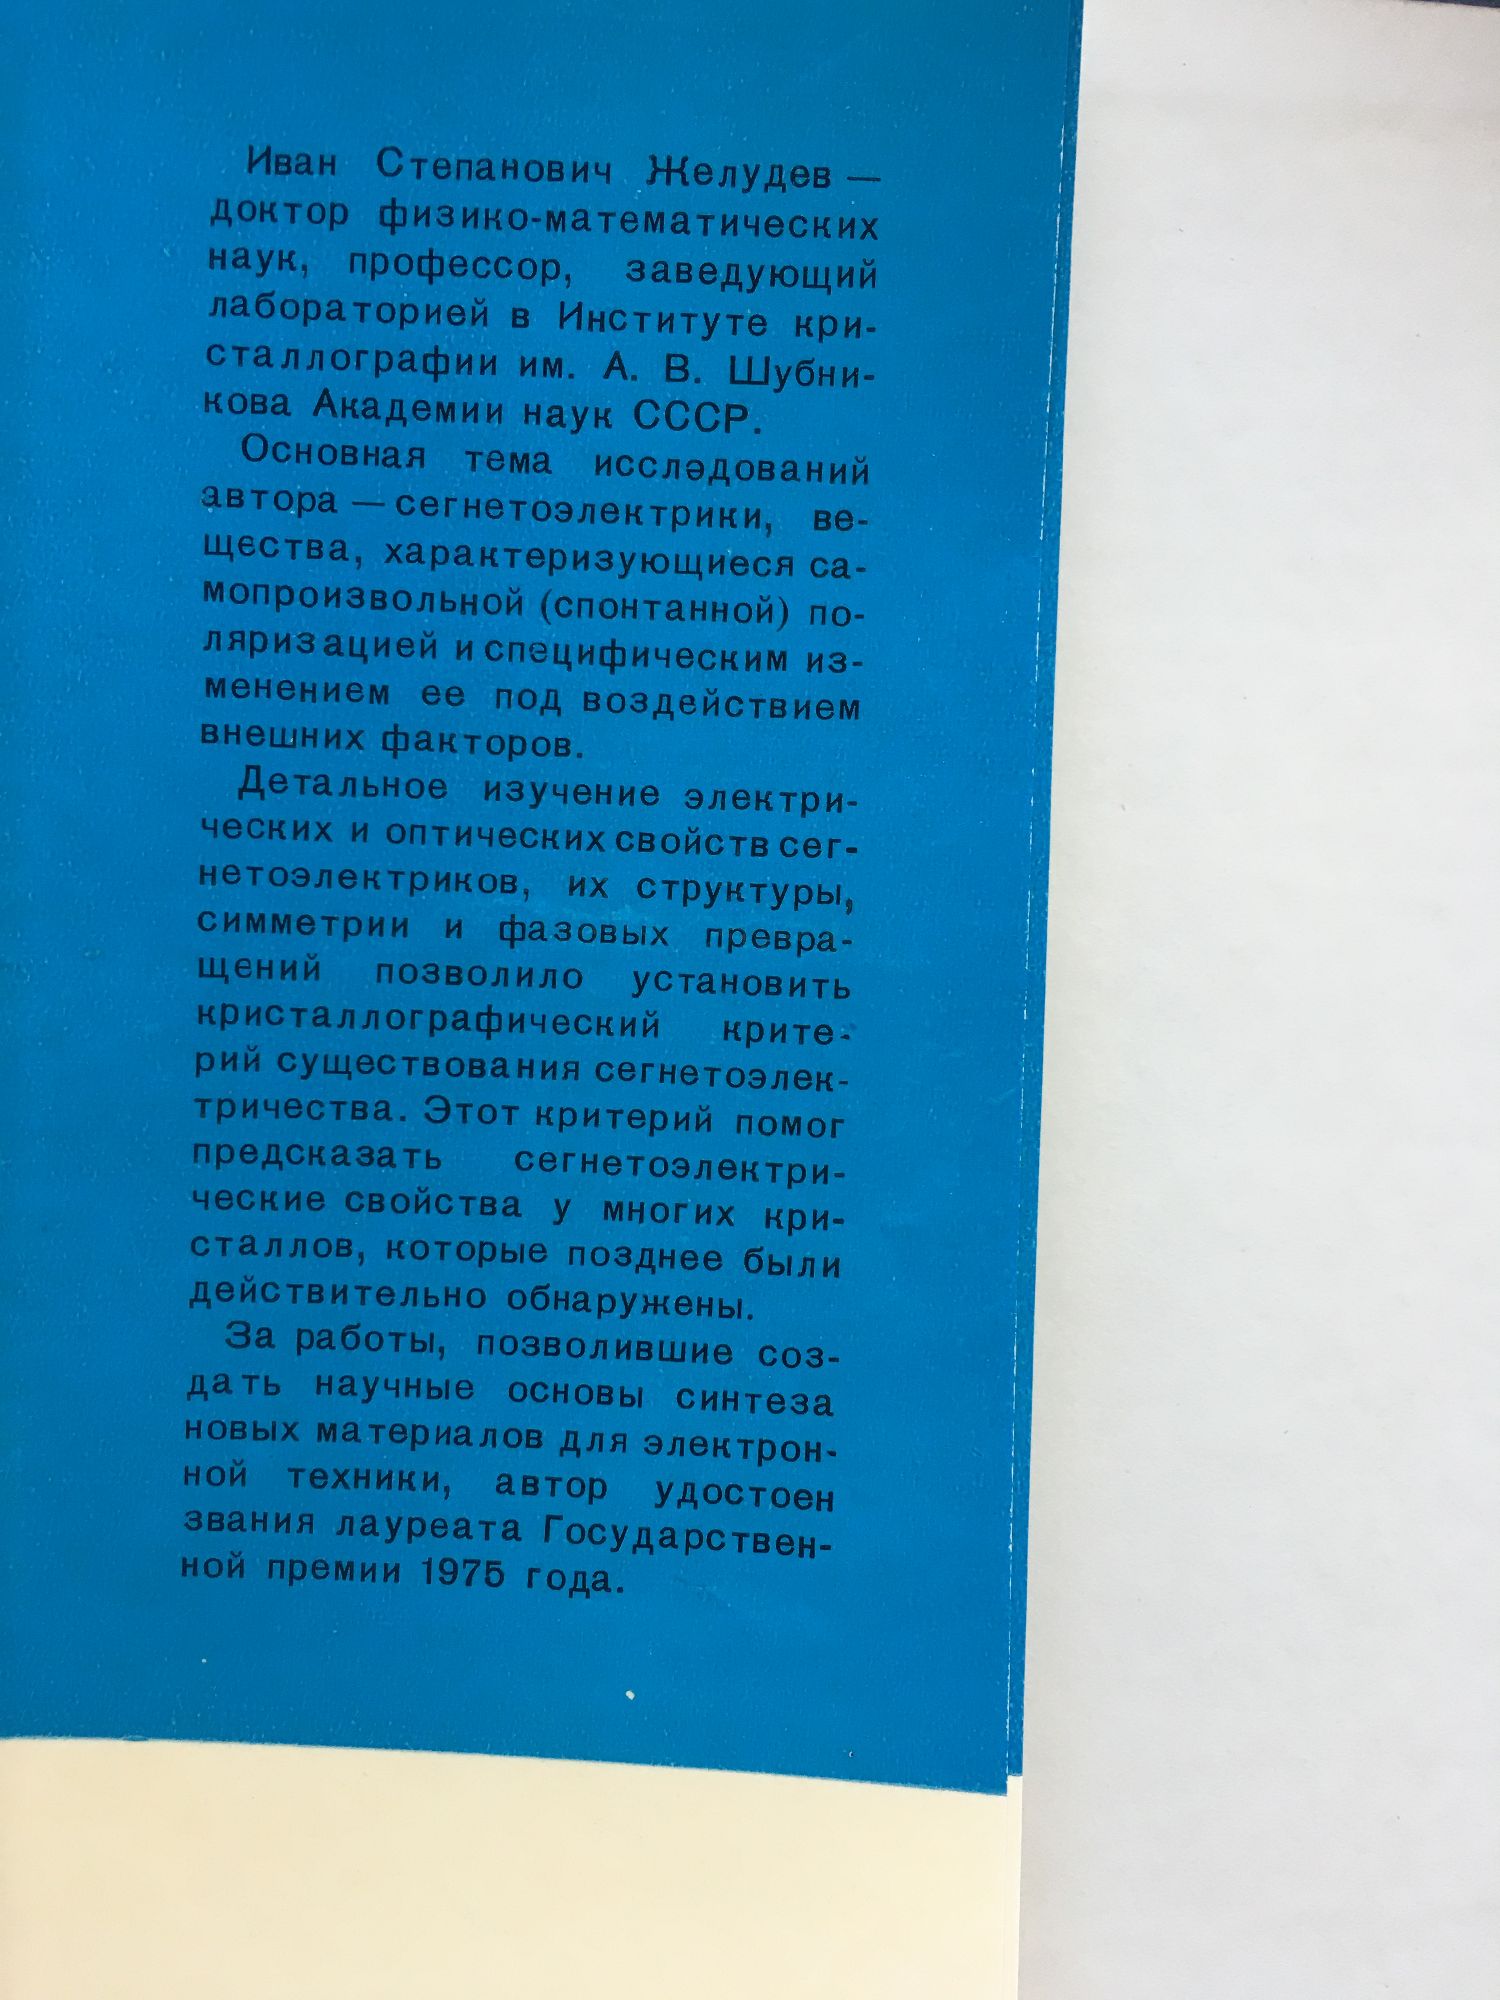 Иван Степанович Желудев —
доктор физико-математических
наук, профессор, заведующий
лабораторией в Институте кри-
сталлографии им. А. В. Шубни-
кова Академии наук СССР.
Основная тема исследований
автора — сегнетоэлектрики, ве-
щества, характеризующиеся са-
мопроизвольной (спонтанной) по-
ляризацией и специфическим из-
менением ее под воздействием
внешних факторов.
Детальное изучение электри-
ческих и оптических свойств сег-
нетоэлектриков, их структуры,
симметрии и фазовых превра-
щений позволило установить
кристаллографический крите-
рий существования сегнетоэлек-
тричества. Этот критерий помог
предсказать сегнетоэлектри-
ческие свойства у многих кри-
сталлов, которые позднее были
действительно обнаружены.
За работы, позволившие соз-
дать научные основы синтеза
новых материалов для электрон-
ной техники, автор удостоен
звания лауреата Государствен-
ной премии 1975 года.